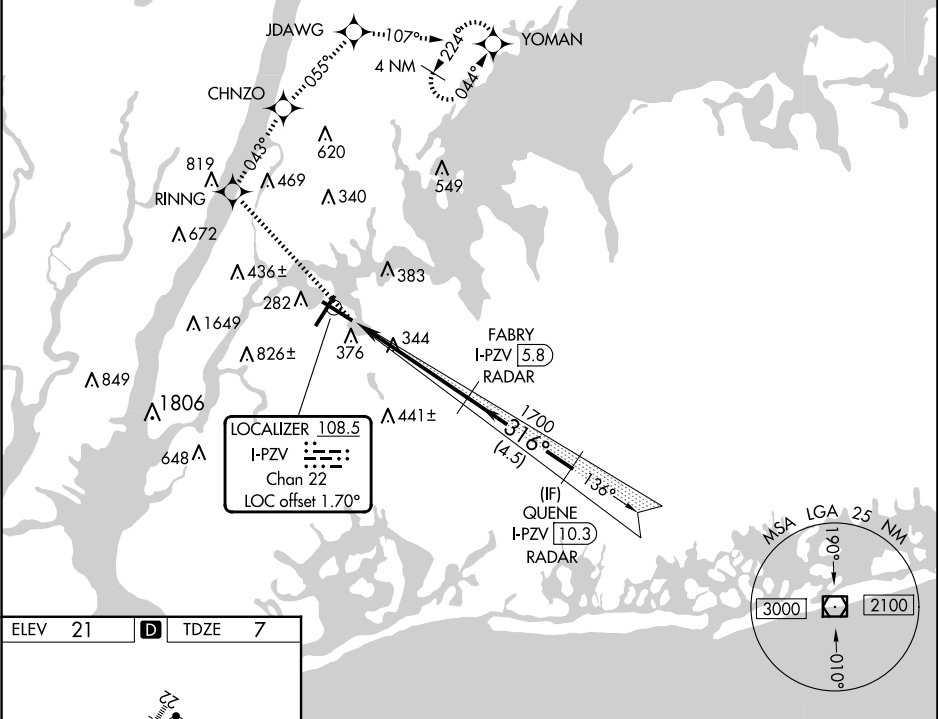 JDAWG
107°
224°
YOMAN
4 NM
044°
055°
CHNZO
043°
620
819
469
549
RINNG
340
672
436±
383
282
1649
344
376
826±
FABRY
I-PZV 5.8
RADAR
849
1806
441±
1700
316°
(4.5)
136°
648
LOCALIZER 108.5
I-PZV
Chan 22
LOC offset 1.70°
(IF)
QUENE
I-PZV 10.3
RADAR
MSA LGA 25 NM
190°
3000
2100
010°
ELEV 21 D TDZE 7
22